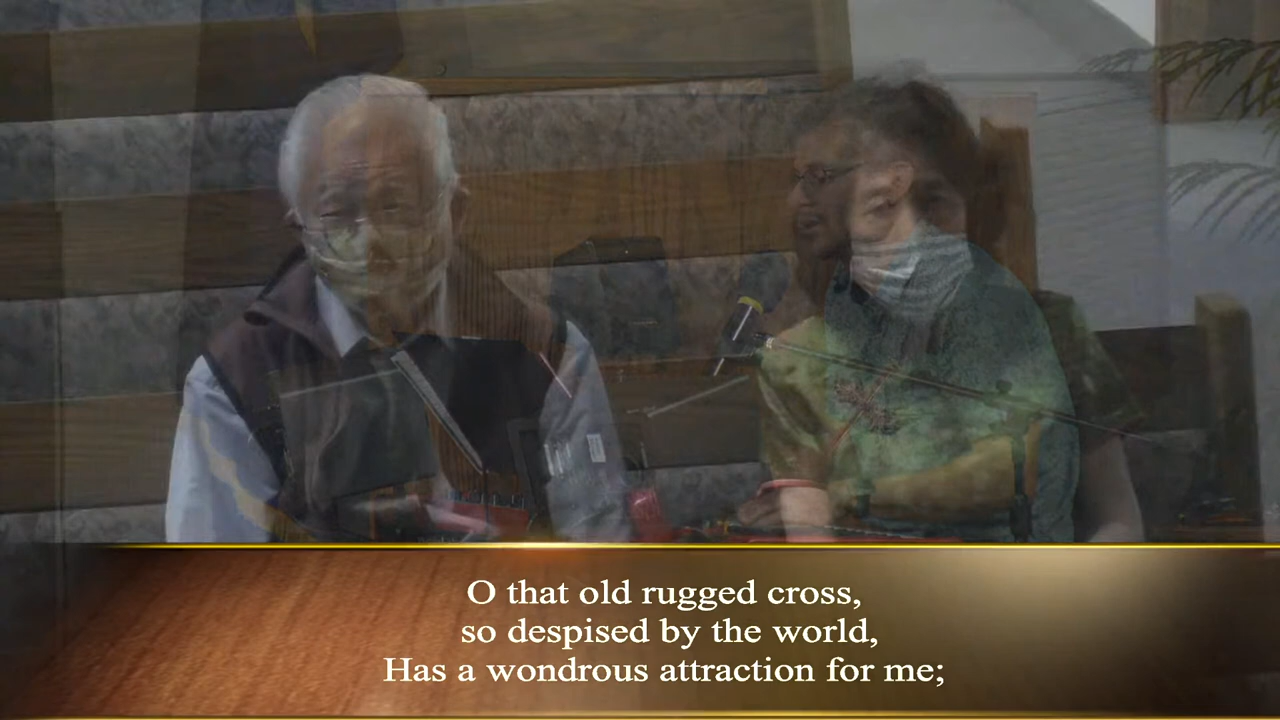 O that old rugged cross,
so despised by the world,
Has a wondrous attraction for me;